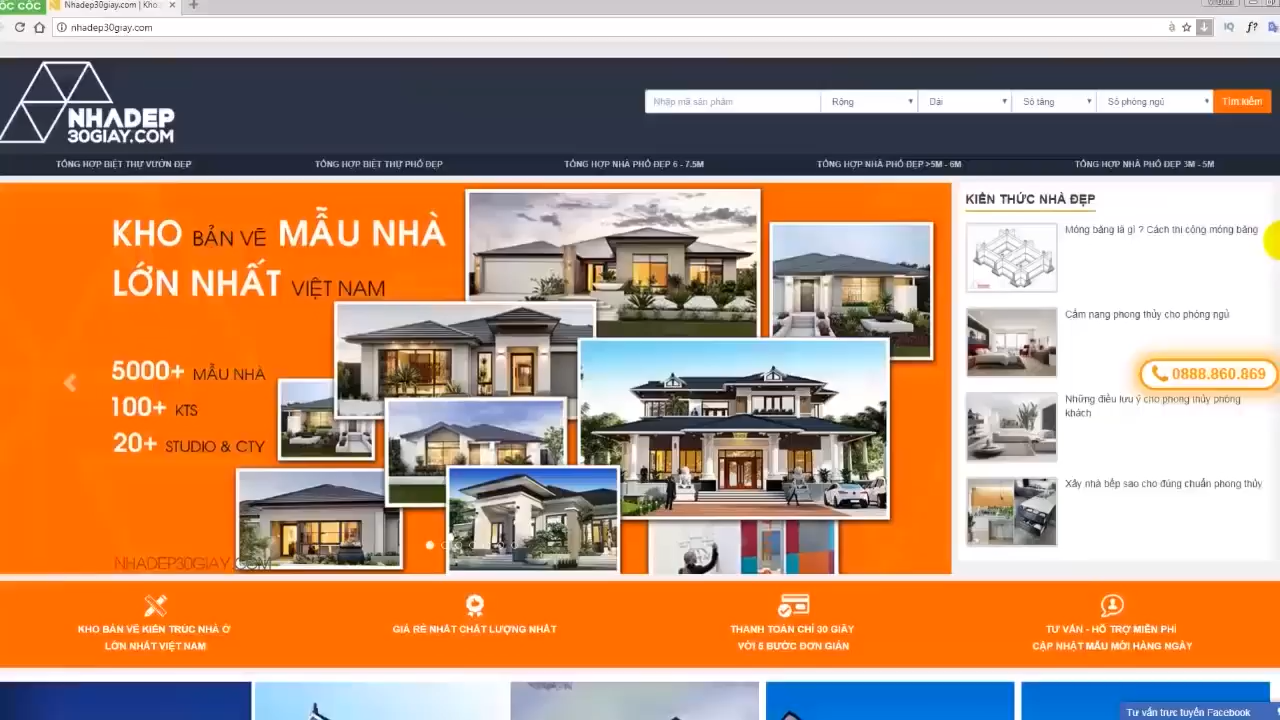 ỐC CỐC
Nhadep30giay.com | Kho
nhadep30giay.com
NHADEP
30GIAY.COM
Nhập mã sản phẩm
Rộng
Dài
Số tầng
Số phòng ngủ
Tìm kiếm
TỔNG HỢP BIỆT THỰ VƯỜN ĐẸP
TỔNG HỢP BIỆT THỰ PHỐ ĐẸP
TỔNG HỢP NHÀ PHỐ ĐẸP 6 - 7.5M
TỔNG HỢP NHÀ PHỐ ĐẸP >5M - 6M
TỔNG HỢP NHÀ PHỐ ĐẸP 3M - 5M
KHO BẢN VẼ MẪU NHÀ
LỚN NHẤT VIỆT NAM
5000+ MẪU NHÀ
100+ KTS
20+ STUDIO & CTY
NHADEP30GIAY.COM
KIẾN THỨC NHÀ ĐẸP
Móng băng là gì ? Cách thi công móng băng
Cẩm nang phong thủy cho phòng ngủ
0888.860.869
Những điều lưu ý cho phong thủy phòng
khách
Xây nhà bếp sao cho đúng chuẩn phong thủy
KHO BẢN VẼ KIẾN TRÚC NHÀ Ở
LỚN NHẤT VIỆT NAM
GIÁ RẺ NHẤT CHẤT LƯỢNG NHẤT
THANH TOÁN CHỈ 30 GIÂY
VỚI 5 BƯỚC ĐƠN GIẢN
TƯ VẤN - HỖ TRỢ MIỄN PHÍ
CẬP NHẬT MẪU MỚI HÀNG NGÀY
Tư vấn trực tuyến Facebook